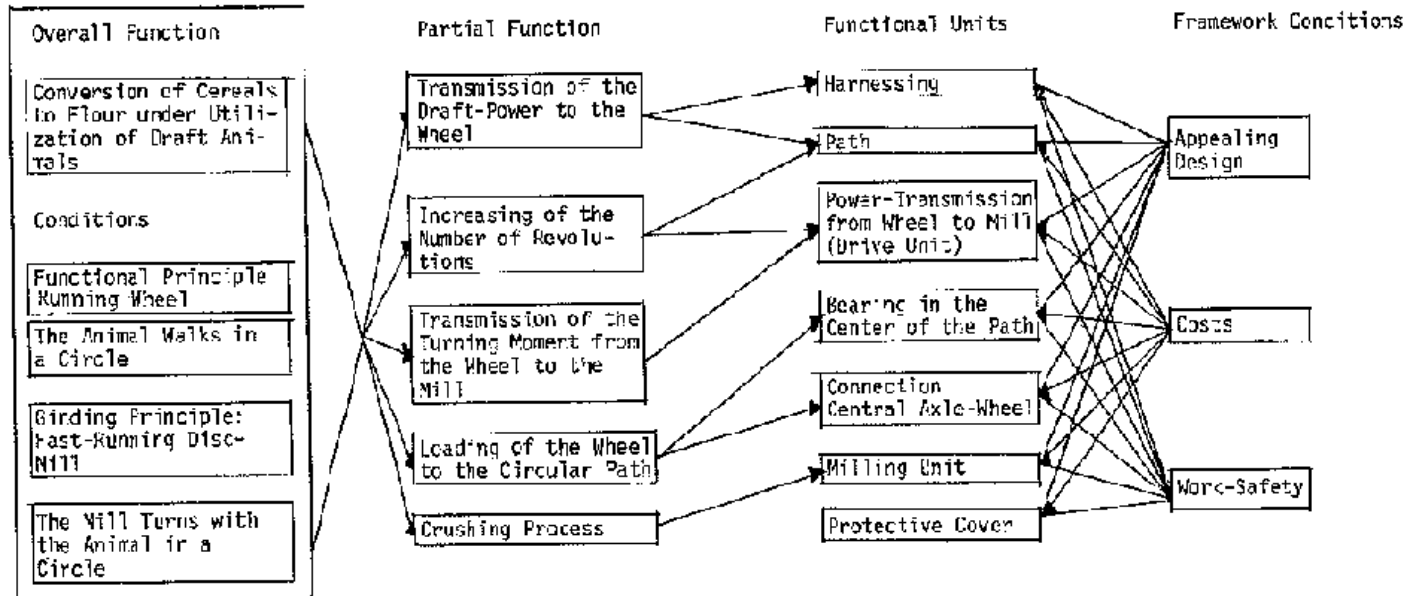 Overall Function
Conversion of Cereals
to Flour under Utili-
zation of Draft Ani-
mals
Conditions
Functional Principle
Running Wheel
The Animal Walks in
a Circle
Girding Principle:
Fast-Running Disc-
Mill
The Mill Turns with
the Animal in a
Circle
Partial Function
Transmission of the
Draft-Power to the
Wheel
Increasing of the
Number of Revolu-
tions
Transmission of the
Turning Moment from
the Wheel to the
Mill
Leading of the Wheel
to the Circular Path
Crushing Process
Functional Units
Harnessing
Path
Power-Transmission
from Wheel to Mill
(Drive Unit)
Bearing in the
Center of the Path
Connection
Central Axle-Wheel
Milling Unit
Protective Cover
Framework Conditions
Appealing
Design
Costs
Work-Safety